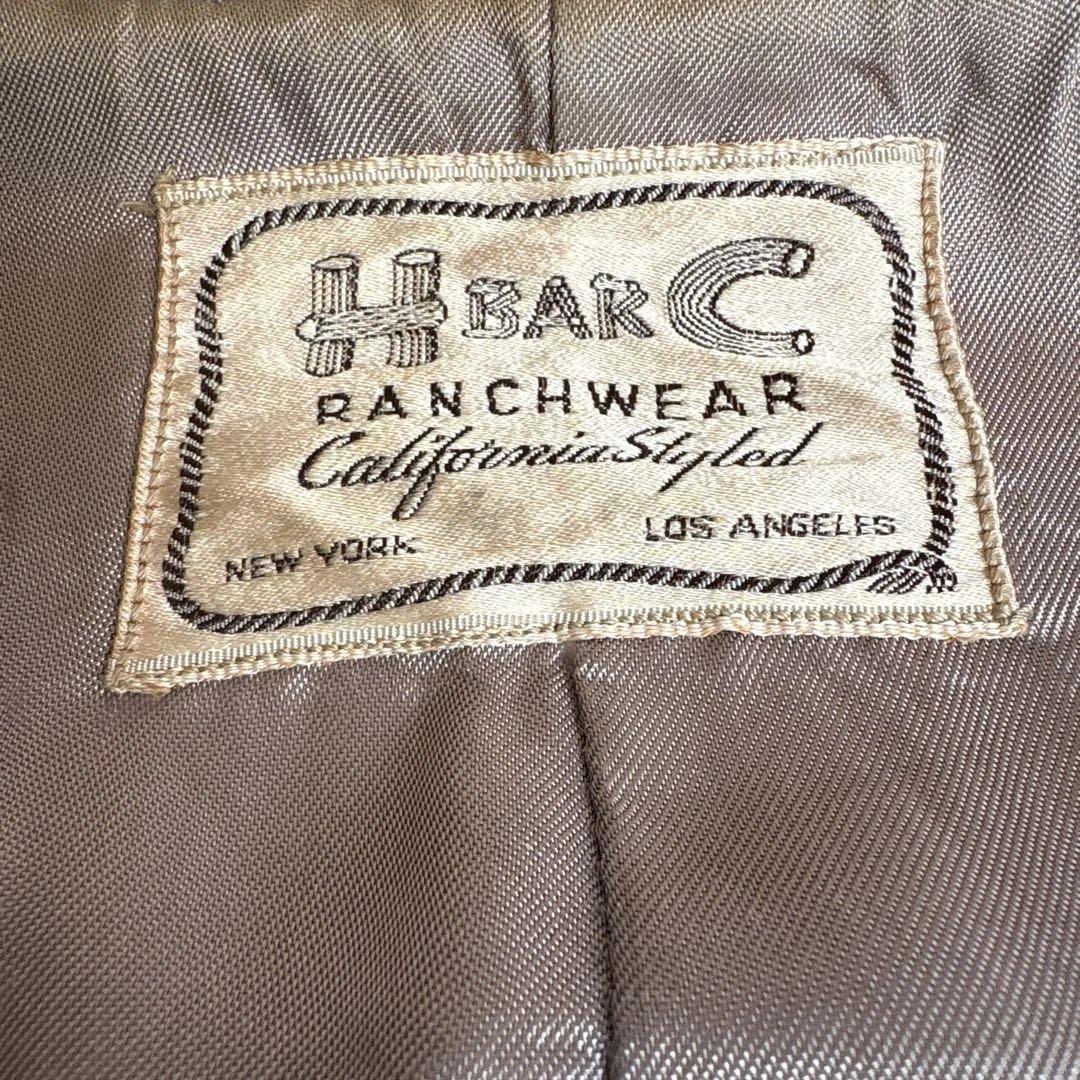 H BAR C
RANCHWEAR
California Styled
NEW YORK LOS ANGELES